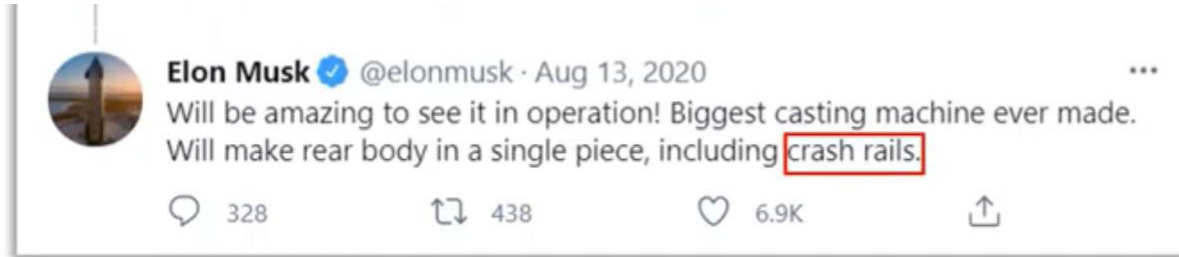 Elon Musk @elonmusk · Aug 13, 2020
Will be amazing to see it in operation! Biggest casting machine ever made.
Will make rear body in a single piece, including crash rails.
328 438 6.9K